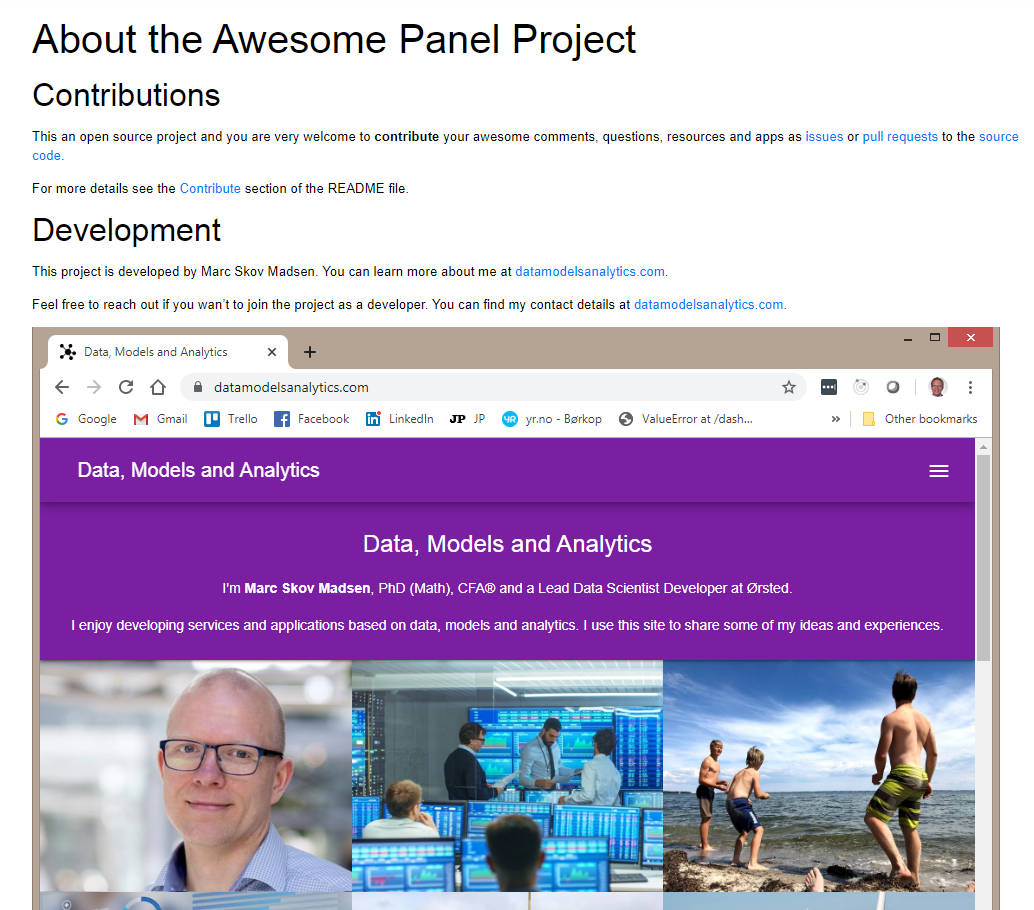 About the Awesome Panel Project
Contributions
This an open source project and you are very welcome to contribute your awesome comments, questions, resources and apps as issues or pull requests to the source
code.
For more details see the Contribute section of the README file.
Development
This project is developed by Marc Skov Madsen. You can learn more about me at datamodelsanalytics.com.
Feel free to reach out if you wan't to join the project as a developer. You can find my contact details at datamodelsanalytics.com.
Data, Models and Analytics
datamodelsanalytics.com
Google Gmail Trello Facebook LinkedIn JP JP YR yr.no - Børkop ValueError at /dash... » Other bookmarks
Data, Models and Analytics
Data, Models and Analytics
I'm Marc Skov Madsen, PhD (Math), CFA® and a Lead Data Scientist Developer at Ørsted.
I enjoy developing services and applications based on data, models and analytics. I use this site to share some of my ideas and experiences.